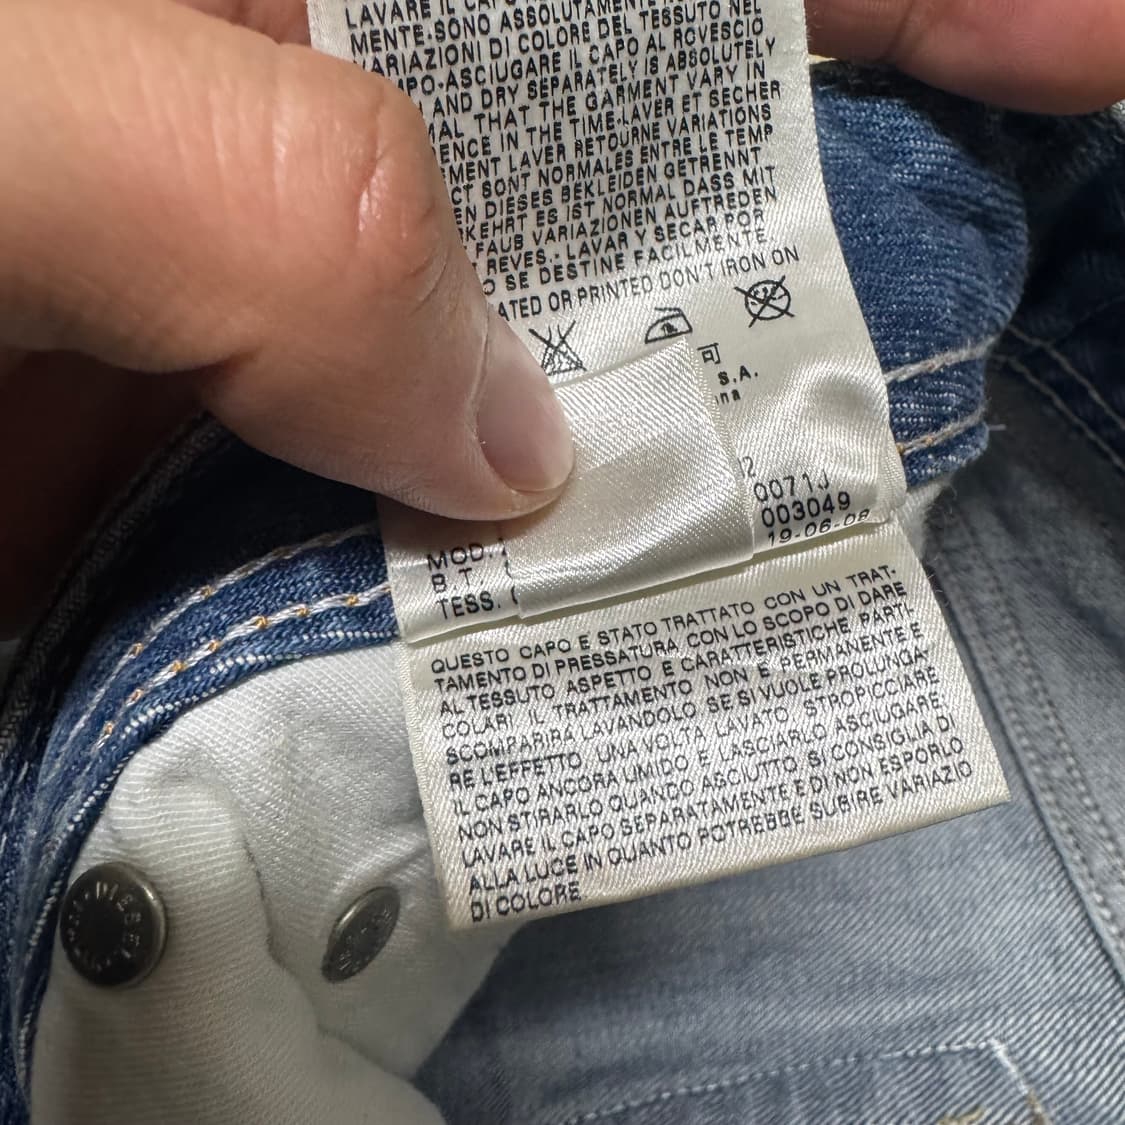 LAVARE IL
MENTE-SONO ASSOLUTAMENTE
VARIAZIONI DI COLORE DEL TESSUTO NEL
PO-ASCIUGARE IL CAPO AL ROVESCIO
AND DRY SEPARATELY IS ABSOLUTELY
MAL THAT THE GARMENT VARY IN
ENCE IN THE TIME-LAVER ET SECHER
MENT LAVER RETOURNE VARIATIONS
CT SONT NORMALES ENTRE LE TEMP
EN DIESES BEKLEIDEN GETRENNT
KEHRT ES IST NORMAL DASS MIT
FAUB VARIAZIONEN AUFTREDEN
REVES.- LAVAR Y SECAR POR
O SE DESTINE FACILMENTE
ATED OR PRINTED DON'T IRON ON
可
S.A.
na
2
0071J
MOD. 003049
B.T. 19-06-08
TESS.
QUESTO CAPO E STATO TRATTATO CON UN TRAT-
TAMENTO DI PRESSATURA, CON LO SCOPO DI DARE
AL TESSUTO ASPETTO E CARATTERISTICHE PARTI-
COLARI IL TRATTAMENTO NON E PERMANENTE E
SCOMPARIRA LAVANDOLO SE SI VUOLE PROLUNGA-
RE L'EFFETTO, UNA VOLTA LAVATO, STROPICCIARE
IL CAPO ANCORA UMIDO E LASCIARLO ASCIUGARE,
NON STIRARLO QUANDO ASCIUTTO, SI CONSIGLIA DI
LAVARE IL CAPO SEPARATAMENTE E DI NON ESPORLO
ALLA LUCE IN QUANTO POTREBBE SUBIRE VARIAZIO
DI COLORE
DIESEL